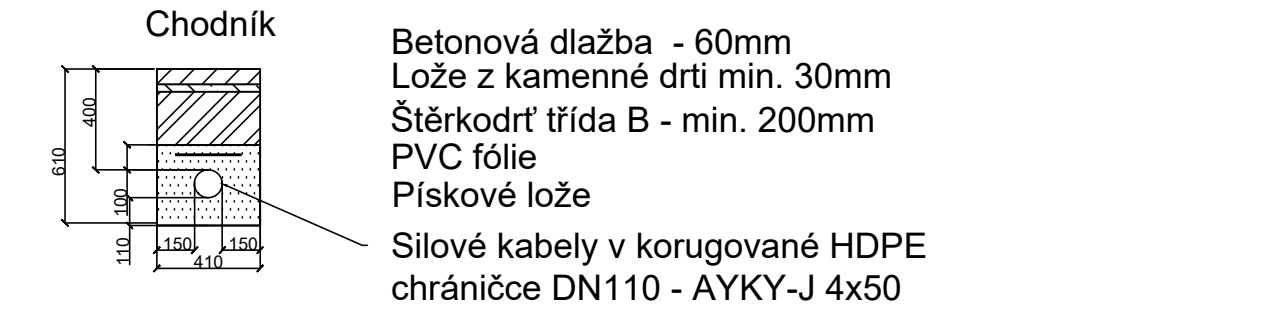 Chodník
Betonová dlažba - 60mm
Lože z kamenné drti min. 30mm
Štěrkodrť třída B - min. 200mm
PVC fólie
Pískové lože
Silové kabely v korugované HDPE
chráničce DN110 - AYKY-J 4x50
610
400
100
110
150
150
410